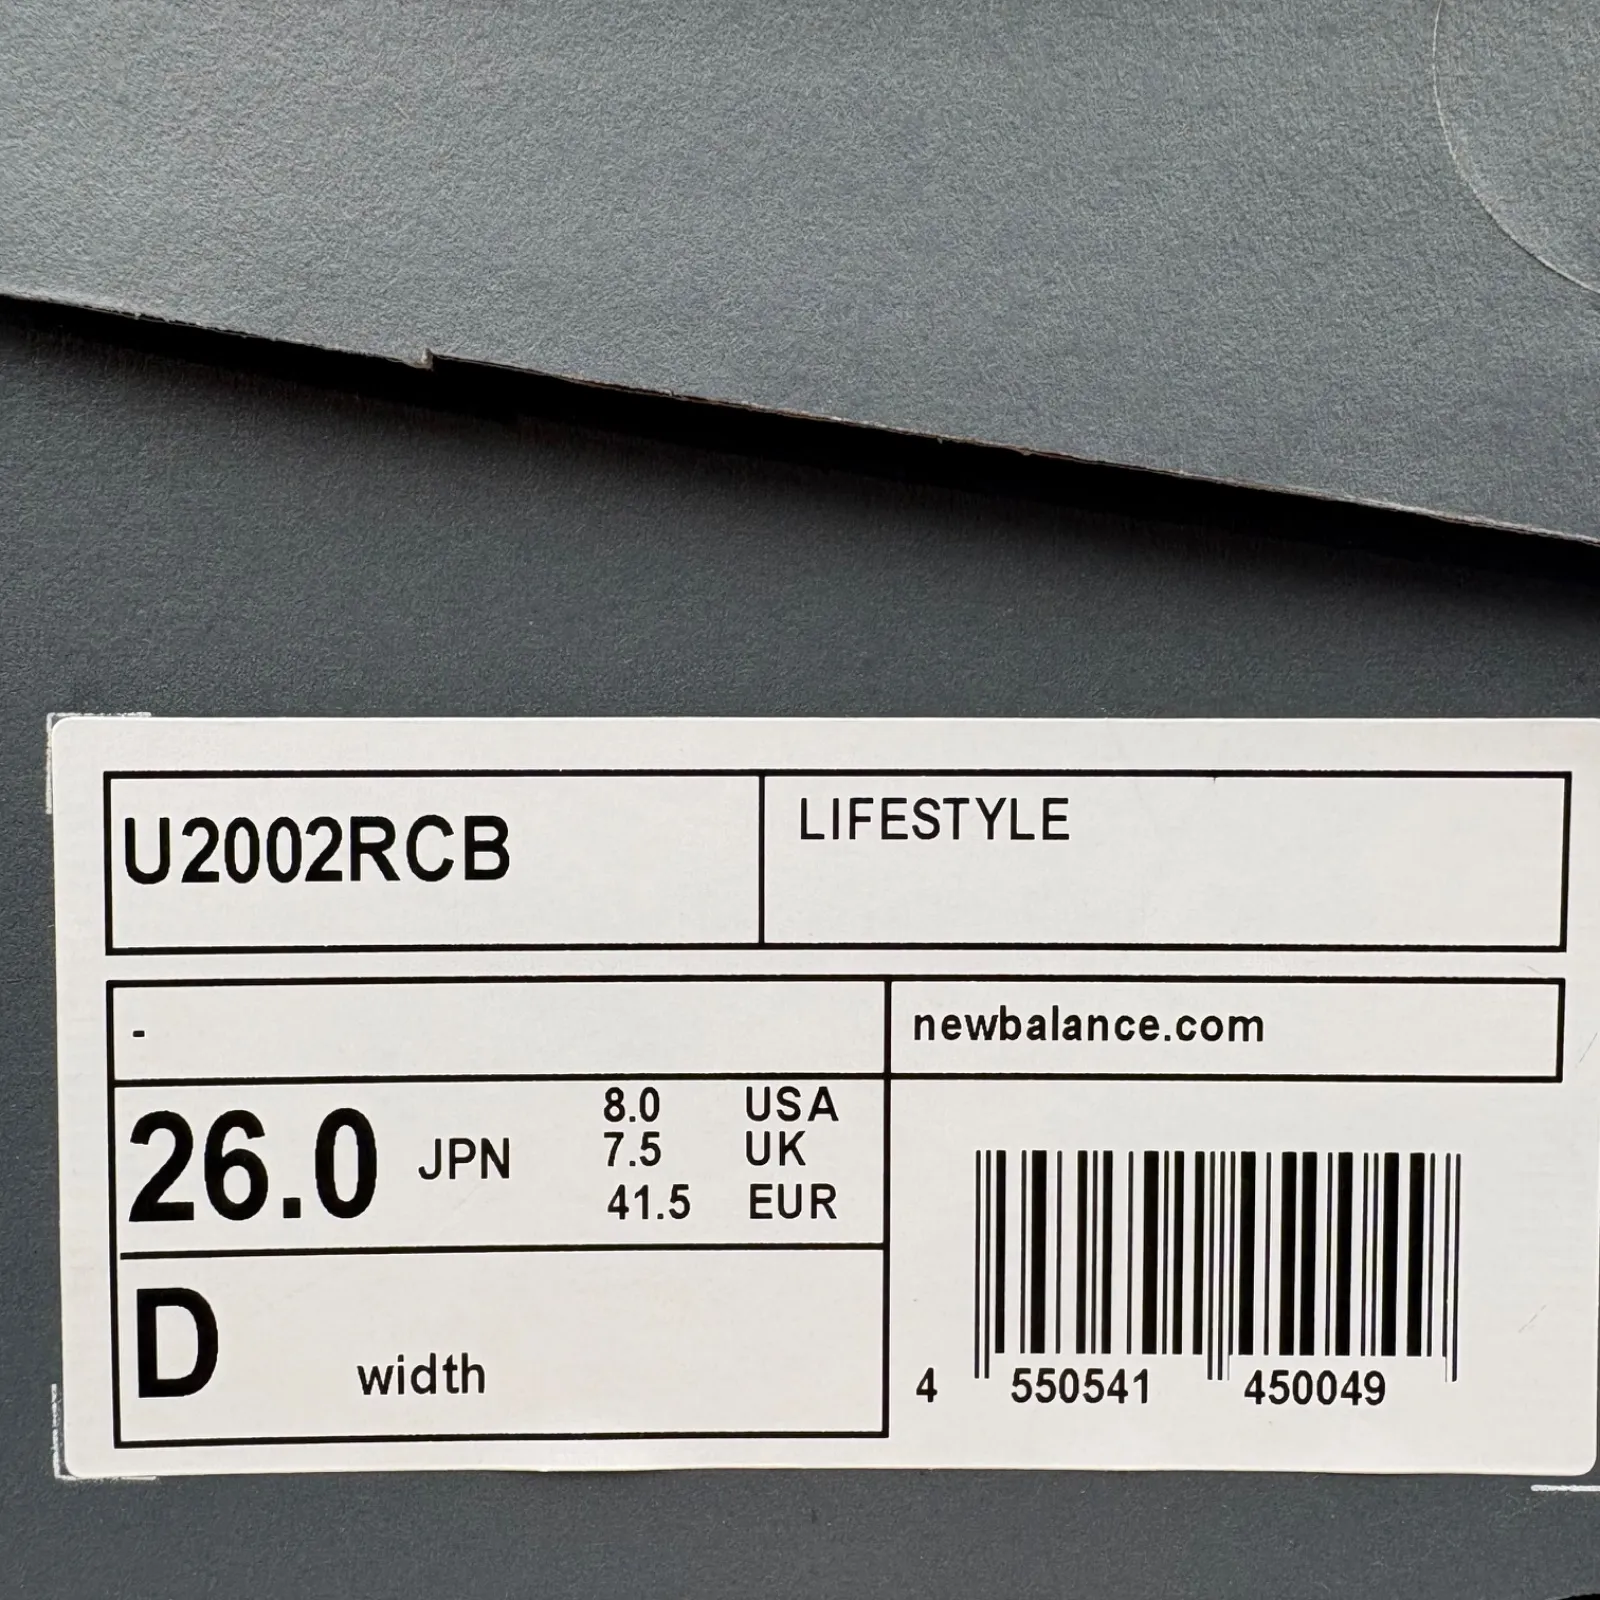 U2002RCB
LIFESTYLE
-
newbalance.com
26.0 JPN
8.0 USA
7.5 UK
41.5 EUR
D width
4 550541 450049